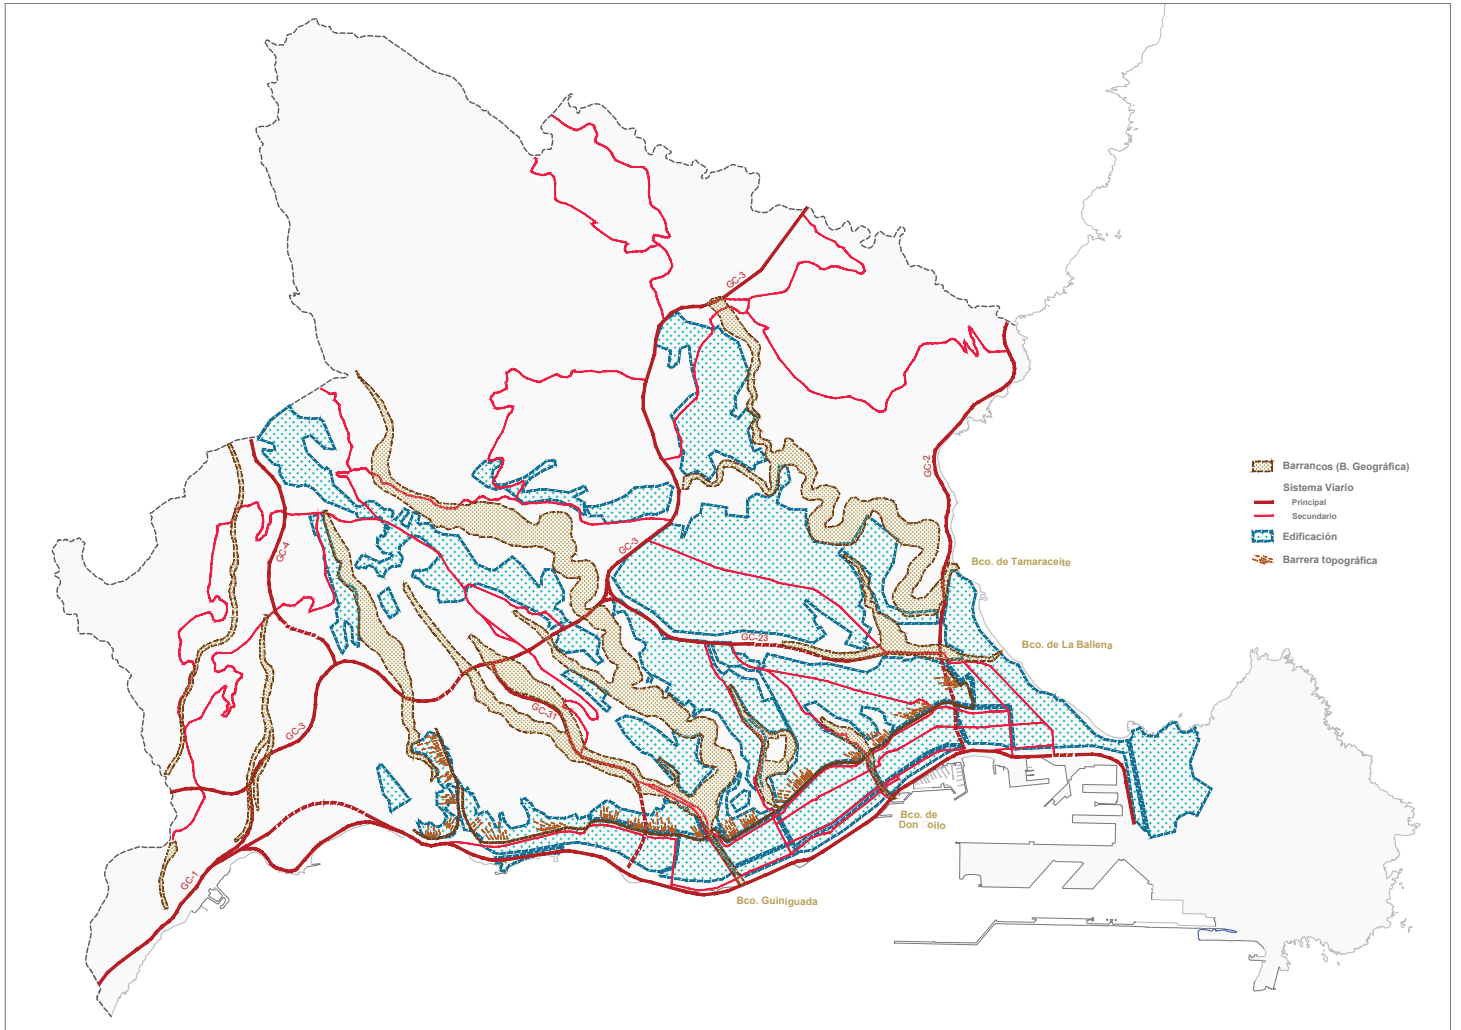 GC-3
GC-2
Barrancos (B. Geográfica)
Sistema Viario
Principal
Secundario
Edificación
Barrera topográfica
GC-4
GC-3
Bco. de Tamaraceite
GC-23
Bco. de La Ballena
GC-31
GC-3
Bco. de
Don
GC-1
Bco. Guiniguada